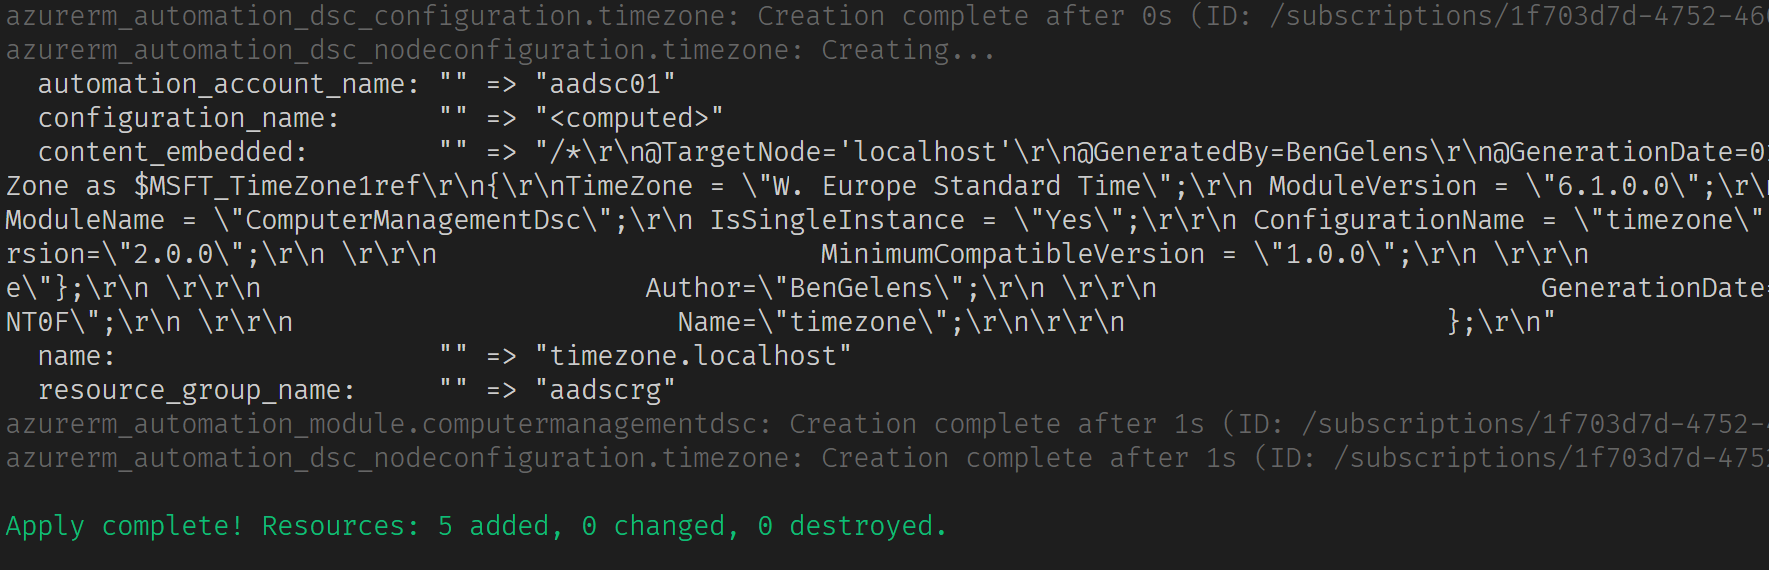 azurerm_automation_dsc_configuration.timezone: Creation complete after 0s (ID: /subscriptions/1f703d7d-4752-46
azurerm_automation_dsc_nodeconfiguration.timezone: Creating...
  automation_account_name: "" => "aadsc01"
  configuration_name:      "" => "<computed>"
  content_embedded:        "" => "/*\r\n@TargetNode='localhost'\r\n@GeneratedBy=BenGelens\r\n@GenerationDate=0
Zone as $MSFT_TimeZone1ref\r\n{\r\nTimeZone = \"W. Europe Standard Time\";\r\n ModuleVersion = \"6.1.0.0\";\r\n
ModuleName = \"ComputerManagementDsc\";\r\n IsSingleInstance = \"Yes\";\r\r\n ConfigurationName = \"timezone\"
rsion=\"2.0.0\";\r\n \r\r\n                        MinimumCompatibleVersion = \"1.0.0\";\r\n \r\r\n
e\"};\r\n \r\r\n                        Author=\"BenGelens\";\r\n \r\r\n                        GenerationDate=
NT0F\";\r\n \r\r\n                        Name=\"timezone\";\r\n\r\r\n                    };\r\n"
  name:                    "" => "timezone.localhost"
  resource_group_name:     "" => "aadscrg"
azurerm_automation_module.computermanagementdsc: Creation complete after 1s (ID: /subscriptions/1f703d7d-4752-
azurerm_automation_dsc_nodeconfiguration.timezone: Creation complete after 1s (ID: /subscriptions/1f703d7d-475
Apply complete! Resources: 5 added, 0 changed, 0 destroyed.